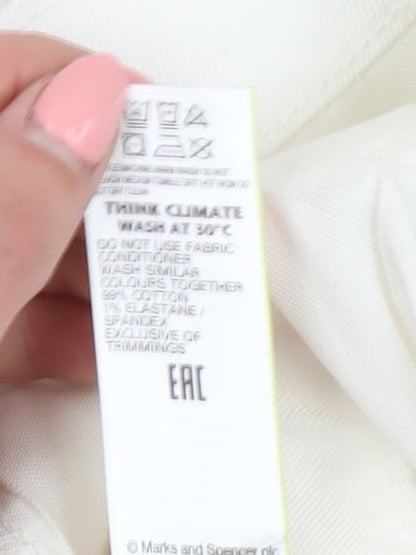 THINK CLIMATE
WASH AT 30°C
DO NOT USE FABRIC
CONDITIONER
WASH SIMILAR
COLOURS TOGETHER
99% COTTON
1% ELASTANE /
SPANDEX
EXCLUSIVE OF
TRIMMINGS
EAC
© Marks and Spencer plc